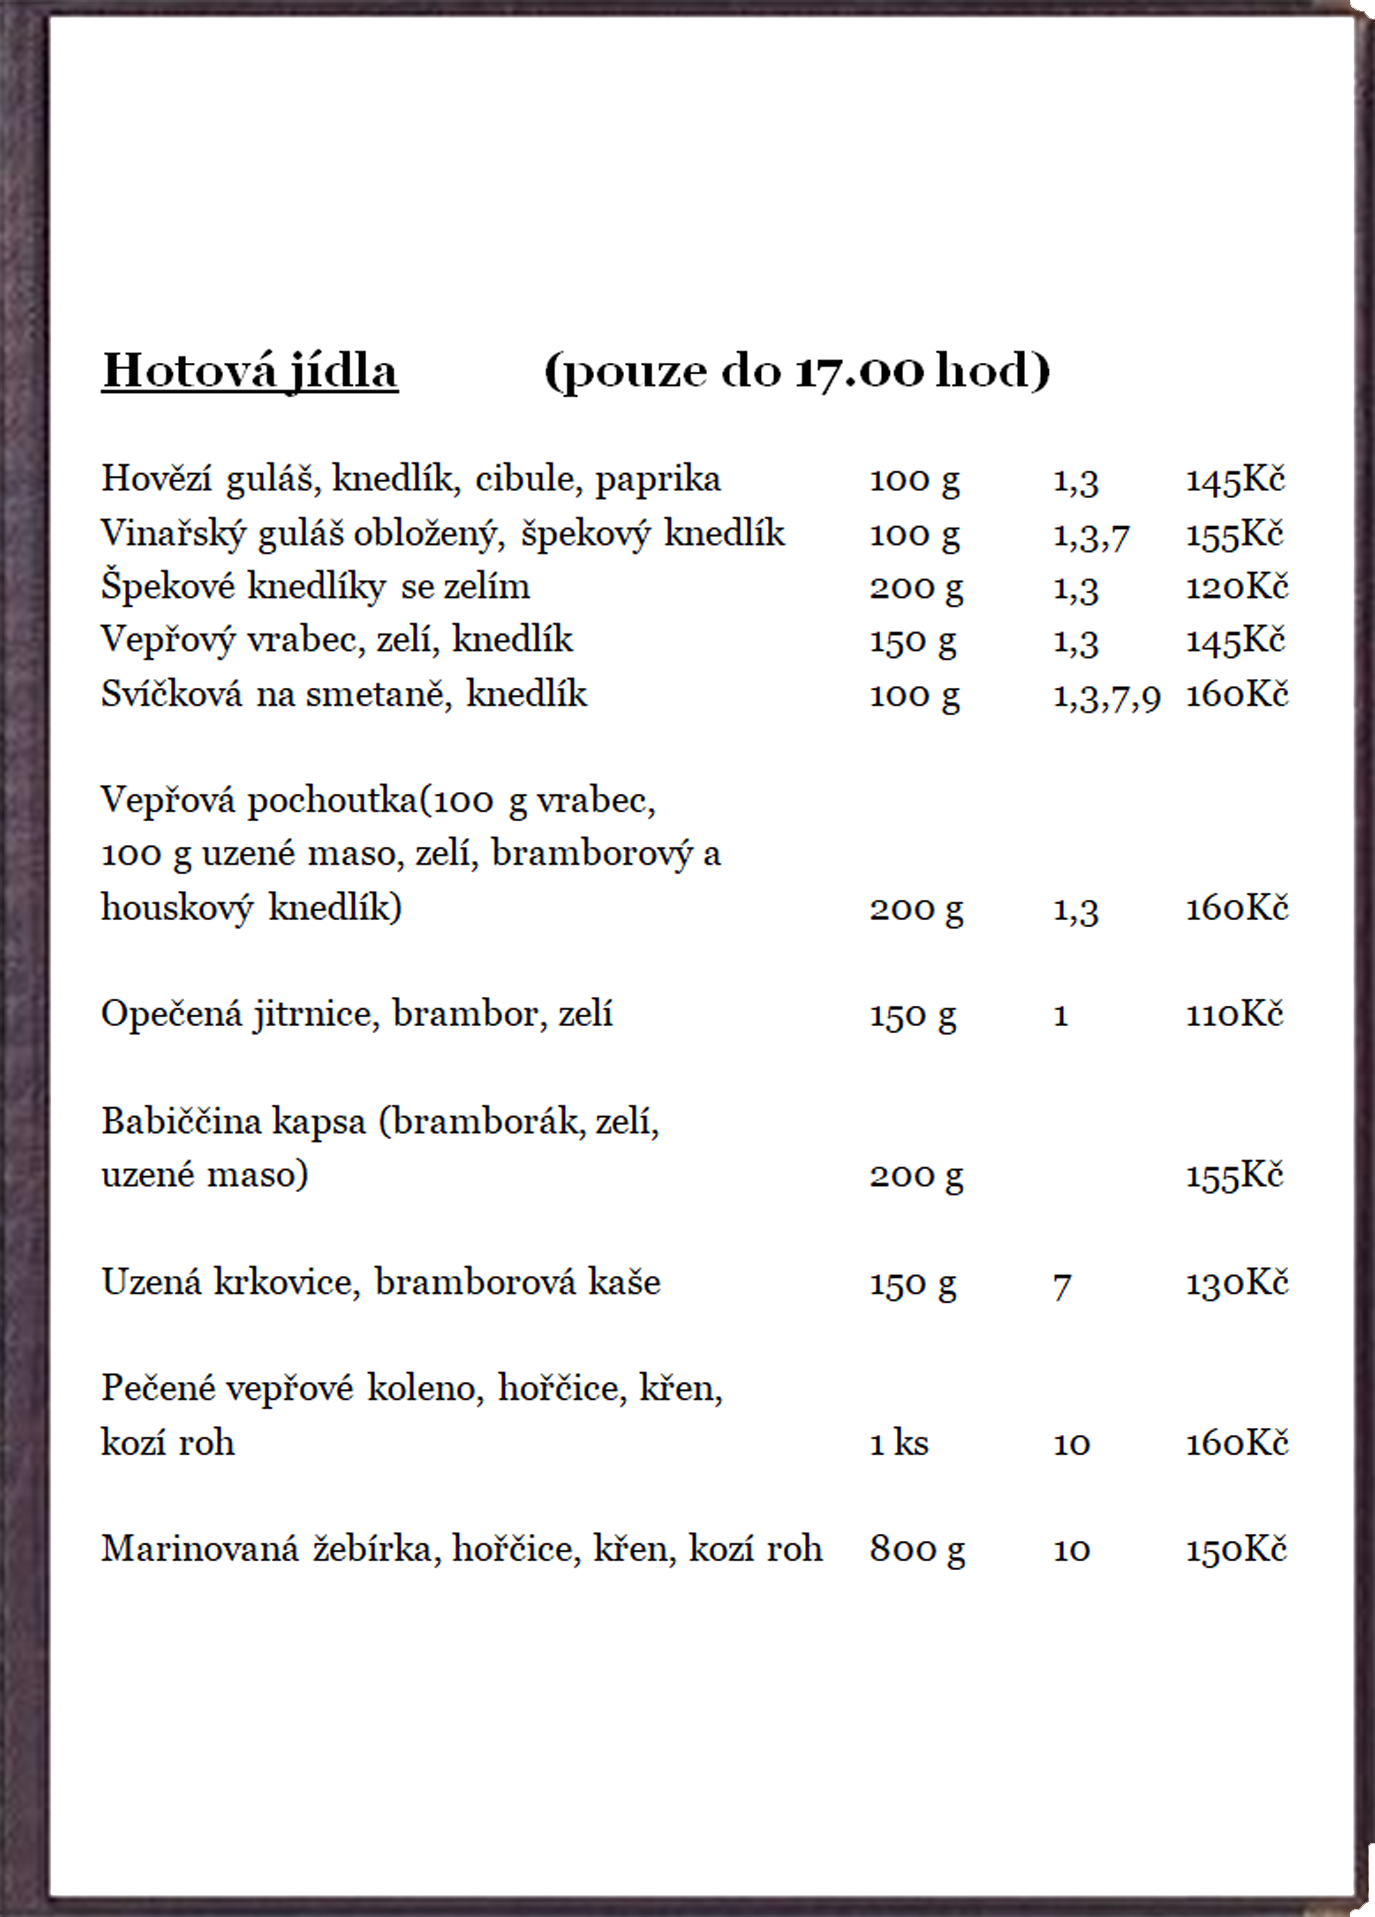 Hotová jídla (pouze do 17.00 hod)
Hovězí guláš, knedlík, cibule, paprika 100 g 1,3 145Kč
Vinařský guláš obložený, špekový knedlík 100 g 1,3,7 155Kč
Špekové knedlíky se zelím 200 g 1,3 120Kč
Vepřový vrabec, zelí, knedlík 150 g 1,3 145Kč
Svíčková na smetaně, knedlík 100 g 1,3,7,9 160Kč
Vepřová pochoutka(100 g vrabec,
100 g uzené maso, zelí, bramborový a
houskový knedlík) 200 g 1,3 160Kč
Opečená jitrnice, brambor, zelí 150 g 1 110Kč
Babiččina kapsa (bramborák, zelí,
uzené maso) 200 g 155Kč
Uzená krkovice, bramborová kaše 150 g 7 130Kč
Pečené vepřové koleno, hořčice, křen,
kozí roh 1 ks 10 160Kč
Marinovaná žebírka, hořčice, křen, kozí roh 800 g 10 150Kč